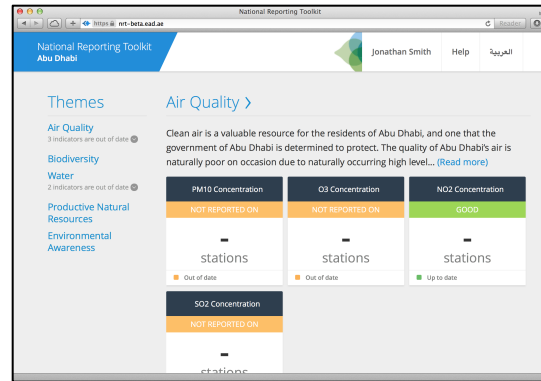 National Reporting Toolkit
https nrt-beta.ead.ae
Reader
National Reporting Toolkit
Abu Dhabi
Jonathan Smith
Help
العربية
Themes
Air Quality
3 indicators are out of date
Biodiversity
Water
2 indicators are out of date
Productive Natural
Resources
Environmental
Awareness
Air Quality >
Clean air is a valuable resource for the residents of Abu Dhabi, and one that the
government of Abu Dhabi is determined to protect. The quality of Abu Dhabi's air is
naturally poor on occasion due to naturally occurring high level... (Read more)
PM10 Concentration
NOT REPORTED ON
-
stations
Out of date
O3 Concentration
NOT REPORTED ON
-
stations
Out of date
NO2 Concentration
GOOD
-
stations
Up to date
SO2 Concentration
NOT REPORTED ON
-
stations